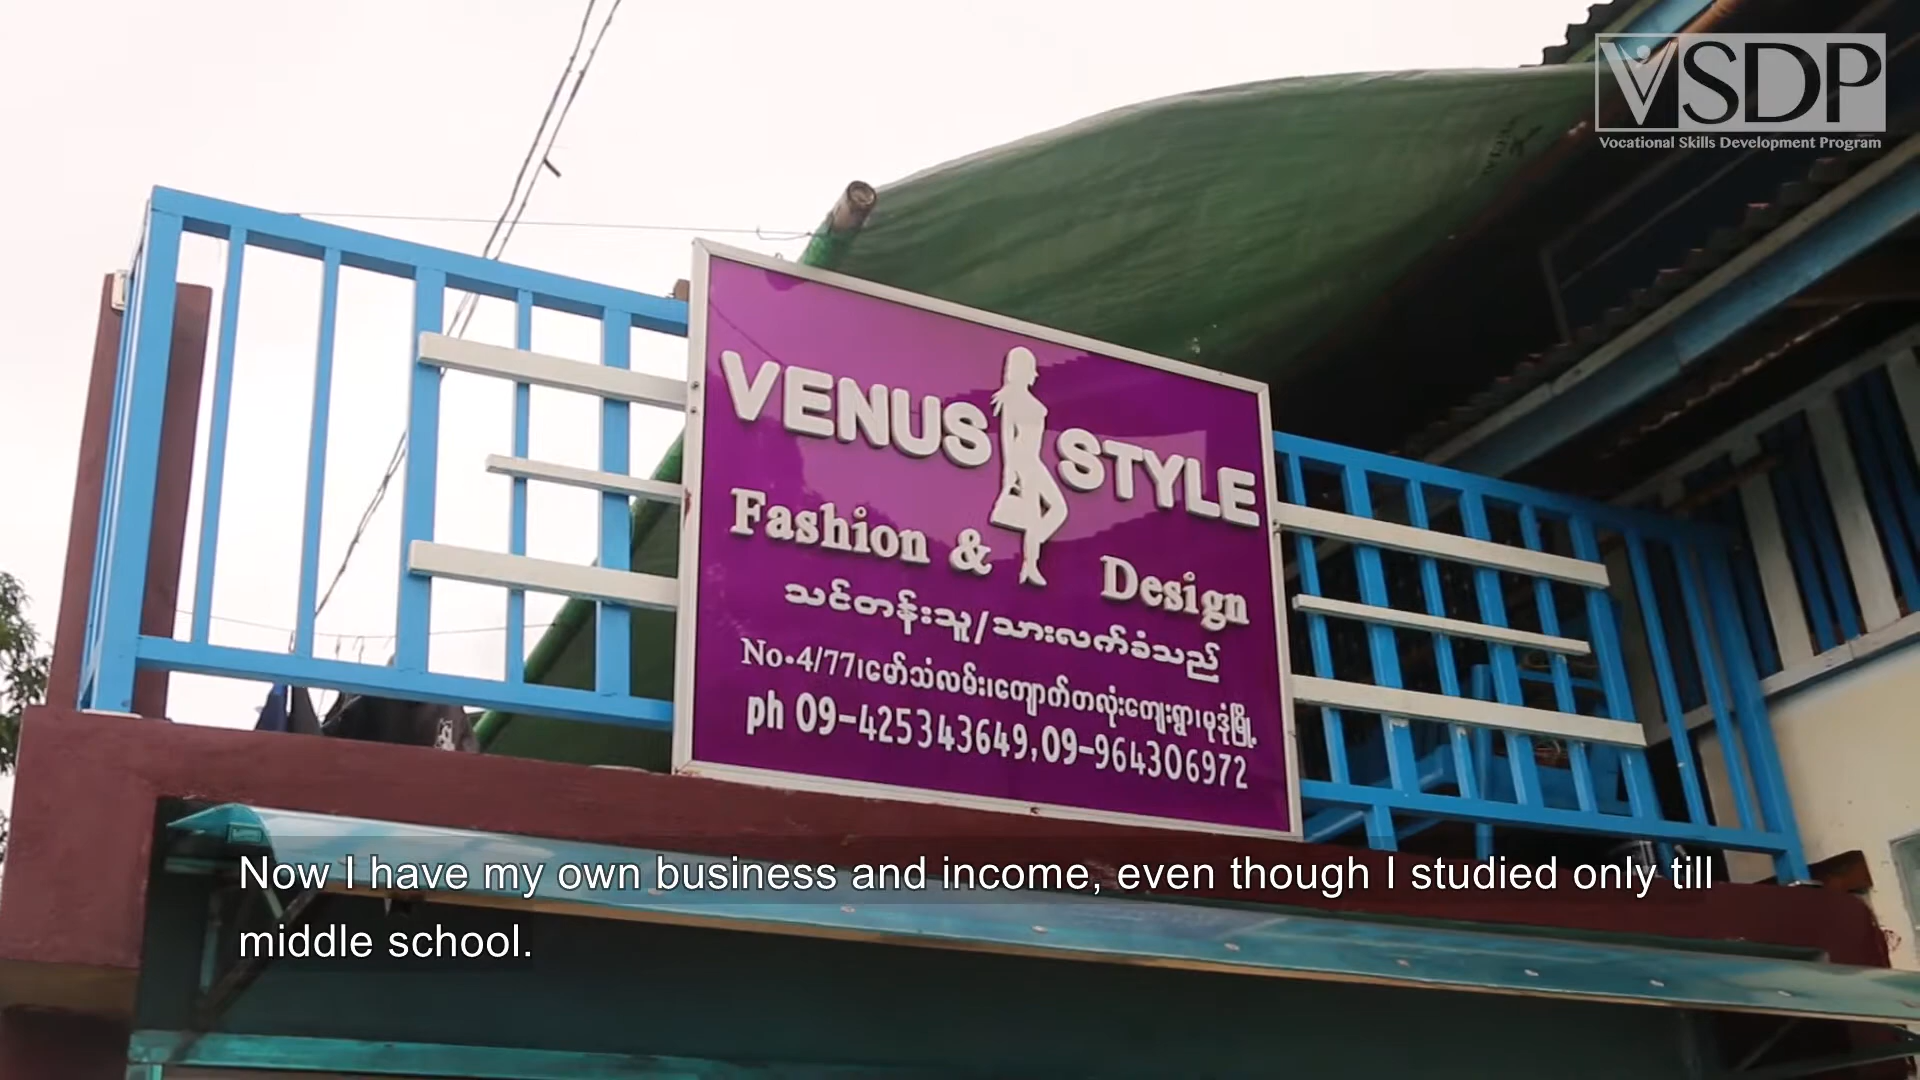 VSDP
Vocational Skills Development Program
VENUS STYLE
Fashion & Design
သင်တန်းသူ/သားလက်ခံသည်
No.4/77၊မော်သံလမ်း၊ကျောက်တလုံးကျေးရွာ၊မုဒုံမြို့
ph 09-425343649,09-964306972
Now I have my own business and income, even though I studied only till
middle school.